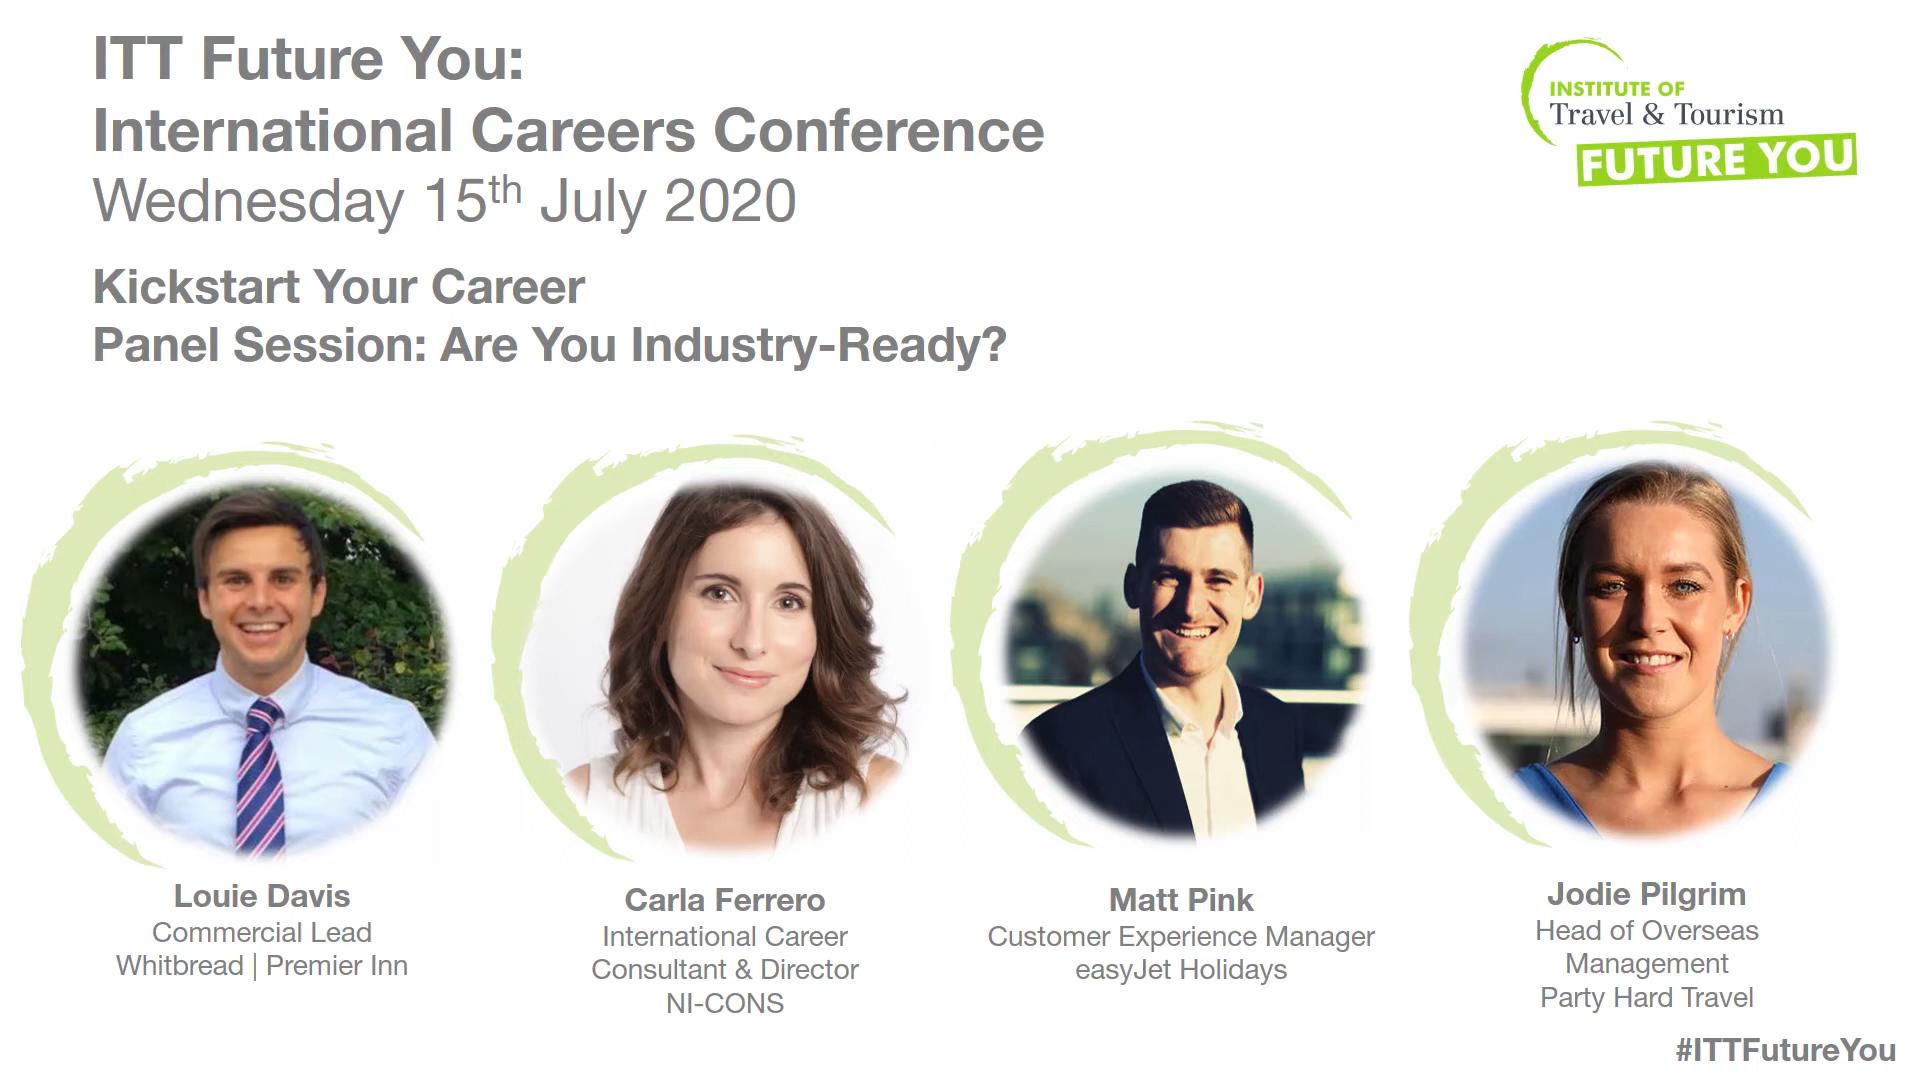 ITT Future You:
International Careers Conference
Wednesday 15th July 2020
Kickstart Your Career
Panel Session: Are You Industry-Ready?
INSTITUTE OF
Travel & Tourism
FUTURE YOU
Louie Davis
Commercial Lead
Whitbread | Premier Inn
Carla Ferrero
International Career
Consultant & Director
NI-CONS
Matt Pink
Customer Experience Manager
easyJet Holidays
Jodie Pilgrim
Head of Overseas
Management
Party Hard Travel
#ITTFutureYou